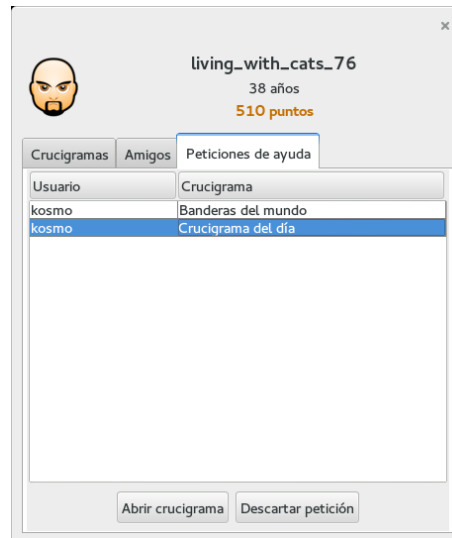 living_with_cats_76
38 años
510 puntos
Crucigramas Amigos Peticiones de ayuda
Usuario Crucigrama
kosmo Banderas del mundo
kosmo Crucigrama del día
Abrir crucigrama Descartar petición